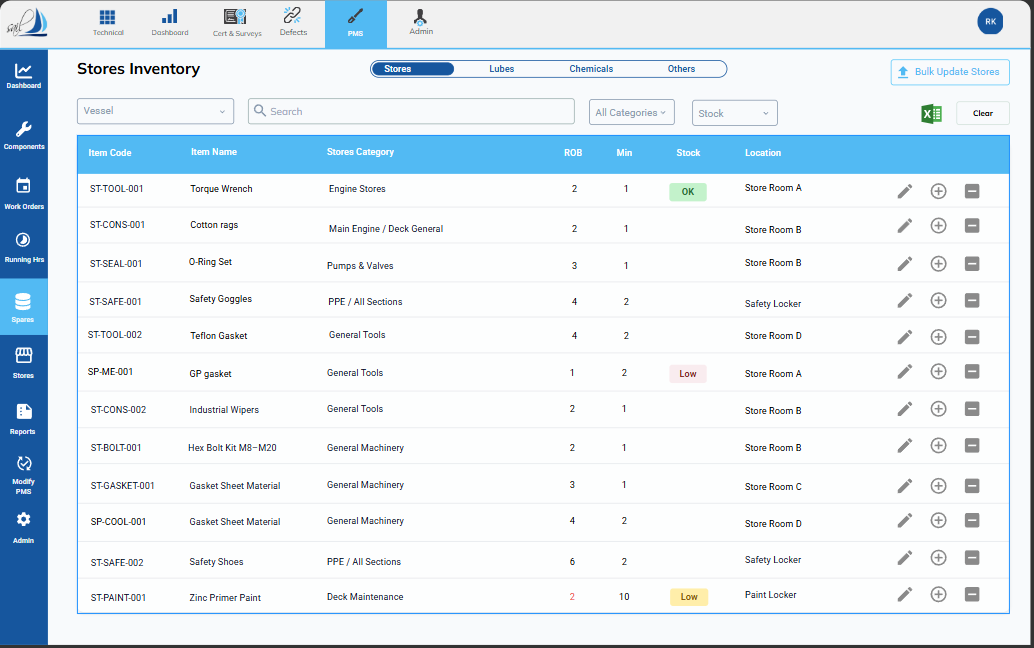 sail
Technical
Dashboard
Cert & Surveys
Defects
PMS
Admin
RK
Dashboard
Components
Work Orders
Running Hrs
Spares
Stores
Reports
Modify
PMS
Admin
Stores Inventory
Stores Lubes Chemicals Others
Bulk Update Stores
Vessel Search All Categories Stock Clear
Item Code Item Name Stores Category ROB Min Stock Location
ST-TOOL-001 Torque Wrench Engine Stores 2 1 OK Store Room A
ST-CONS-001 Cotton rags Main Engine / Deck General 2 1 Store Room B
ST-SEAL-001 O-Ring Set Pumps & Valves 3 1 Store Room B
ST-SAFE-001 Safety Goggles PPE / All Sections 4 2 Safety Locker
ST-TOOL-002 Teflon Gasket General Tools 4 2 Store Room D
SP-ME-001 GP gasket General Tools 1 2 Low Store Room A
ST-CONS-002 Industrial Wipers General Tools 2 1 Store Room B
ST-BOLT-001 Hex Bolt Kit M8–M20 General Machinery 2 1 Store Room B
ST-GASKET-001 Gasket Sheet Material General Machinery 3 1 Store Room C
SP-COOL-001 Gasket Sheet Material General Machinery 4 2 Store Room D
ST-SAFE-002 Safety Shoes PPE / All Sections 6 2 Safety Locker
ST-PAINT-001 Zinc Primer Paint Deck Maintenance 2 10 Low Paint Locker